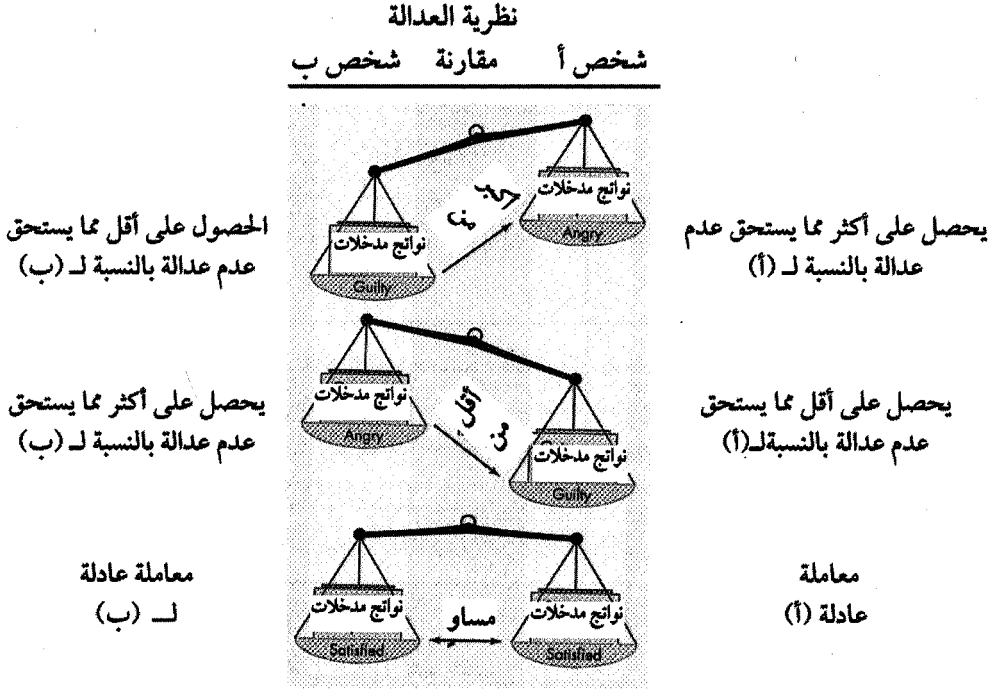 نظرية العدالة
شخص أ
مقارنة
شخص ب
يحصل على أكثر مما يستحق عدم
عدالة بالنسبة لـ (أ)
نواتج مدخلات
Angry
أكبر
من
نواتج مدخلات
Guilty
الحصول على أقل مما يستحق
عدم عدالة بالنسبة لـ (ب)
يحصل على أقل مما يستحق
عدم عدالة بالنسبةلـ(أ)
نواتج مدخلات
Guilty
أقل
من
نواتج مدخلات
Angry
يحصل على أكثر مما يستحق
عدم عدالة بالنسبة لـ (ب)
معاملة
عادلة (أ)
نواتج مدخلات
Satisfied
مساو
نواتج مدخلات
Satisfied
معاملة عادلة
لـ (ب)